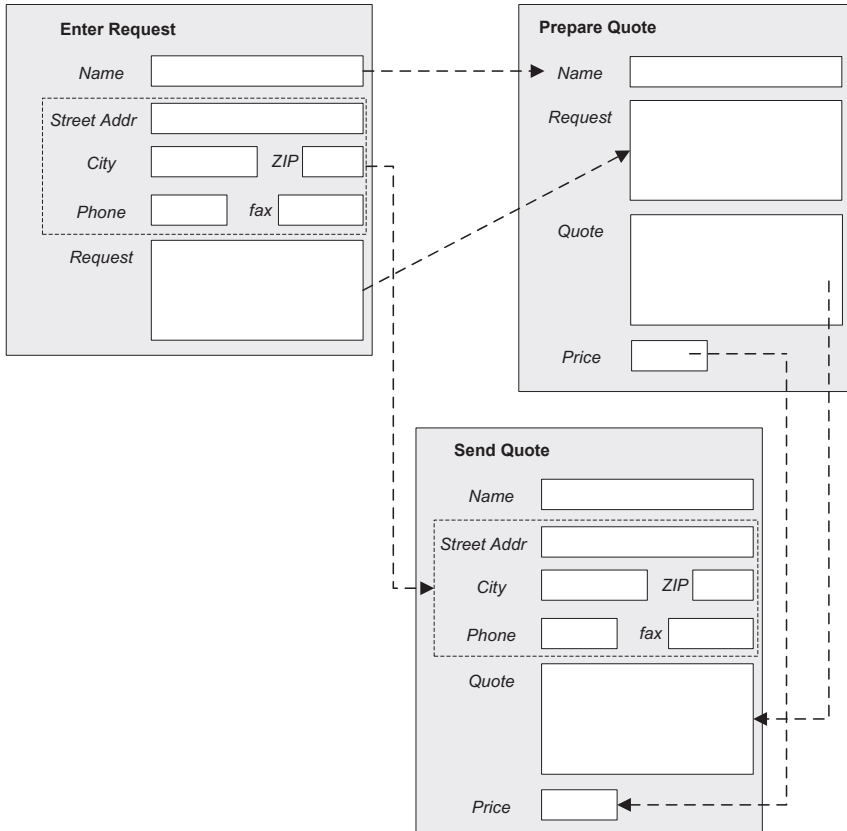 Enter Request
Name
Street Addr
City ZIP
Phone fax
Request
Prepare Quote
Name
Request
Quote
Price
Send Quote
Name
Street Addr
City ZIP
Phone fax
Quote
Price